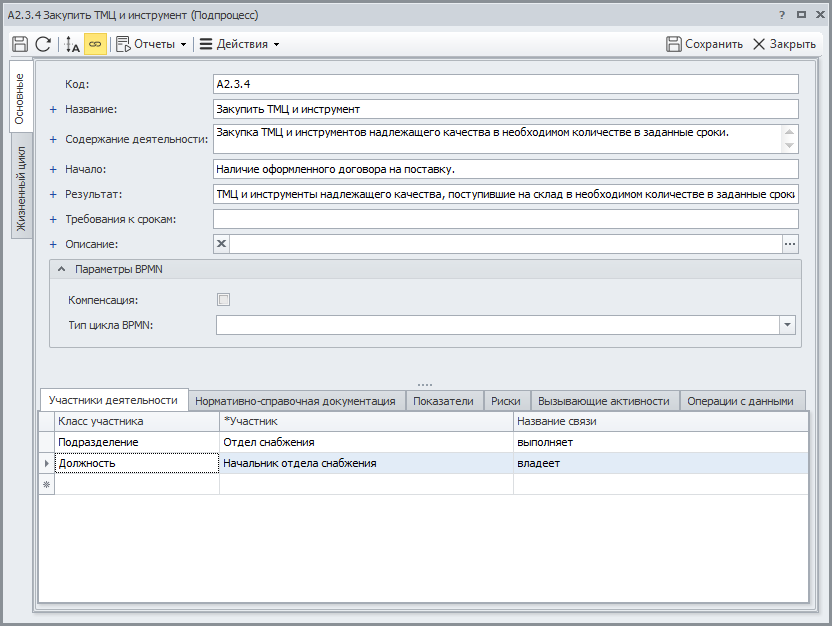 A2.3.4 Закупить ТМЦ и инструмент (Подпроцесс)
Отчеты Действия Сохранить Закрыть
Основные
Жизненный цикл
Код: A2.3.4
+ Название: Закупить ТМЦ и инструмент
+ Содержание деятельности: Закупка ТМЦ и инструментов надлежащего качества в необходимом количестве в заданные сроки.
+ Начало: Наличие оформленного договора на поставку.
+ Результат: ТМЦ и инструменты надлежащего качества, поступившие на склад в необходимом количестве в заданные сроки
+ Требования к срокам:
+ Описание:
Параметры BPMN
Компенсация:
Тип цикла BPMN:
Участники деятельности Нормативно-справочная документация Показатели Риски Вызывающие активности Операции с данными
Класс участника *Участник Название связи
Подразделение Отдел снабжения выполняет
Должность Начальник отдела снабжения владеет